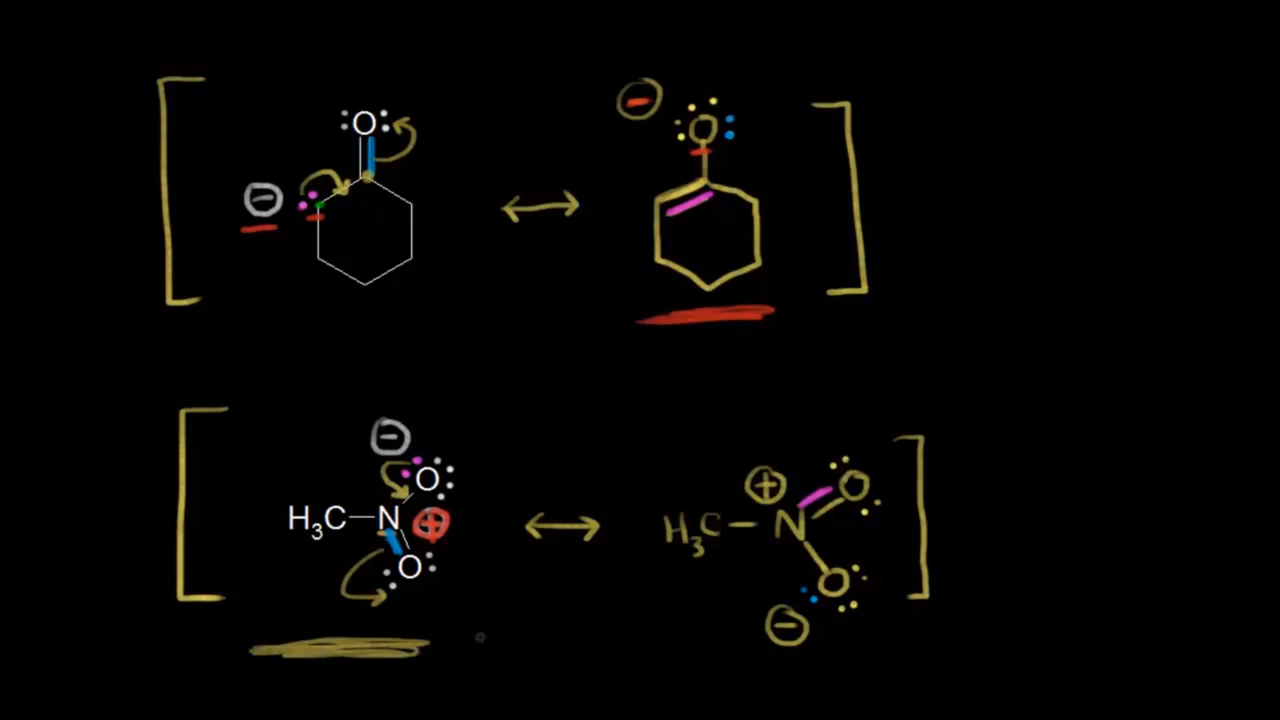 ⊖ O ⊖ O
⊖ O ⊕ O
H3C N ⊕ H3C N
O O ⊖